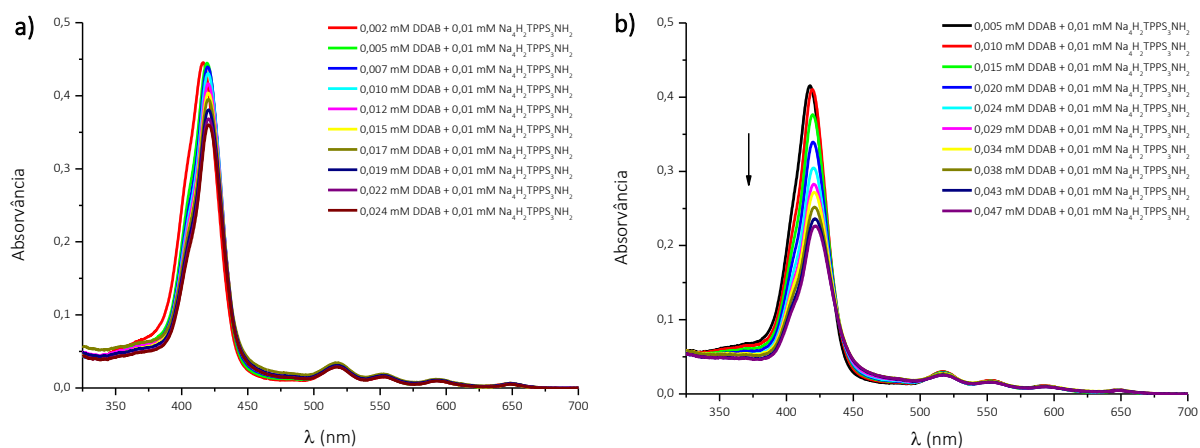 a)
0,5
0,4
0,3
0,2
0,1
0,0
Absorvância
0,002 mM DDAB + 0,01 mM Na₄H₂TPPS₃NH₂
0,005 mM DDAB + 0,01 mM Na₄H₂TPPS₃NH₂
0,007 mM DDAB + 0,01 mM Na₄H₂TPPS₃NH₂
0,010 mM DDAB + 0,01 mM Na₄H₂TPPS₃NH₂
0,012 mM DDAB + 0,01 mM Na₄H₂TPPS₃NH₂
0,015 mM DDAB + 0,01 mM Na₄H₂TPPS₃NH₂
0,017 mM DDAB + 0,01 mM Na₄H₂TPPS₃NH₂
0,019 mM DDAB + 0,01 mM Na₄H₂TPPS₃NH₂
0,022 mM DDAB + 0,01 mM Na₄H₂TPPS₃NH₂
0,024 mM DDAB + 0,01 mM Na₄H₂TPPS₃NH₂
350 400 450 500 550 600 650 700
λ (nm)
b)
0,5
0,4
0,3
0,2
0,1
0,0
Absorvância
0,005 mM DDAB + 0,01 mM Na₄H₂TPPS₃NH₂
0,010 mM DDAB + 0,01 mM Na₄H₂TPPS₃NH₂
0,015 mM DDAB + 0,01 mM Na₄H₂TPPS₃NH₂
0,020 mM DDAB + 0,01 mM Na₄H₂TPPS₃NH₂
0,024 mM DDAB + 0,01 mM Na₄H₂TPPS₃NH₂
0,029 mM DDAB + 0,01 mM Na₄H₂TPPS₃NH₂
0,034 mM DDAB + 0,01 mM Na₄H₂TPPS₃NH₂
0,038 mM DDAB + 0,01 mM Na₄H₂TPPS₃NH₂
0,043 mM DDAB + 0,01 mM Na₄H₂TPPS₃NH₂
0,047 mM DDAB + 0,01 mM Na₄H₂TPPS₃NH₂
350 400 450 500 550 600 650 700
λ (nm)